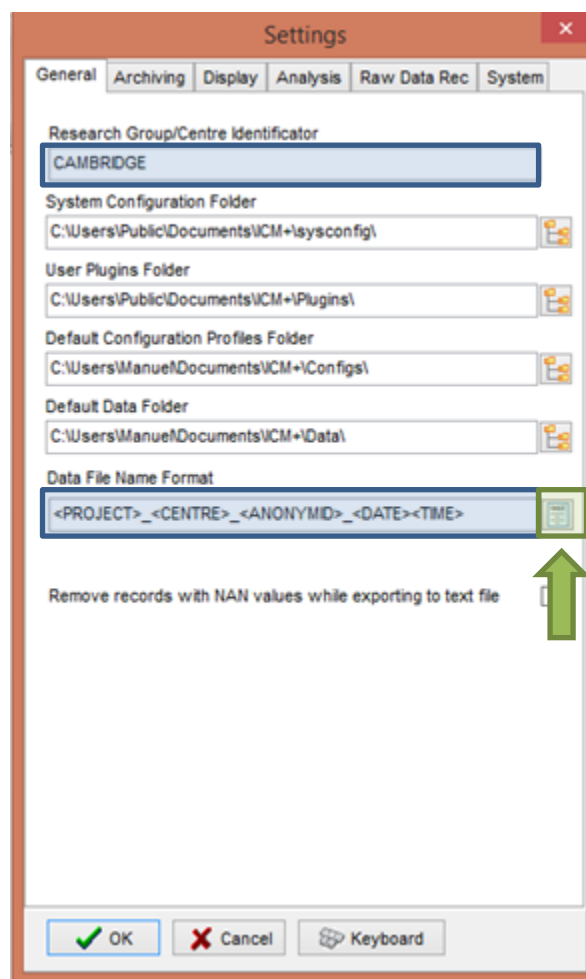 Settings
General Archiving Display Analysis Raw Data Rec System
Research Group/Centre Identificator
CAMBRIDGE
System Configuration Folder
C:\Users\Public\Documents\ICM+\sysconfig\
User Plugins Folder
C:\Users\Public\Documents\ICM+\Plugins\
Default Configuration Profiles Folder
C:\Users\Manuel\Documents\ICM+\Configs\
Default Data Folder
C:\Users\Manuel\Documents\ICM+\Data\
Data File Name Format
<PROJECT>_<CENTRE>_<ANONYMID>_<DATE><TIME>
Remove records with NAN values while exporting to text file
OK Cancel Keyboard